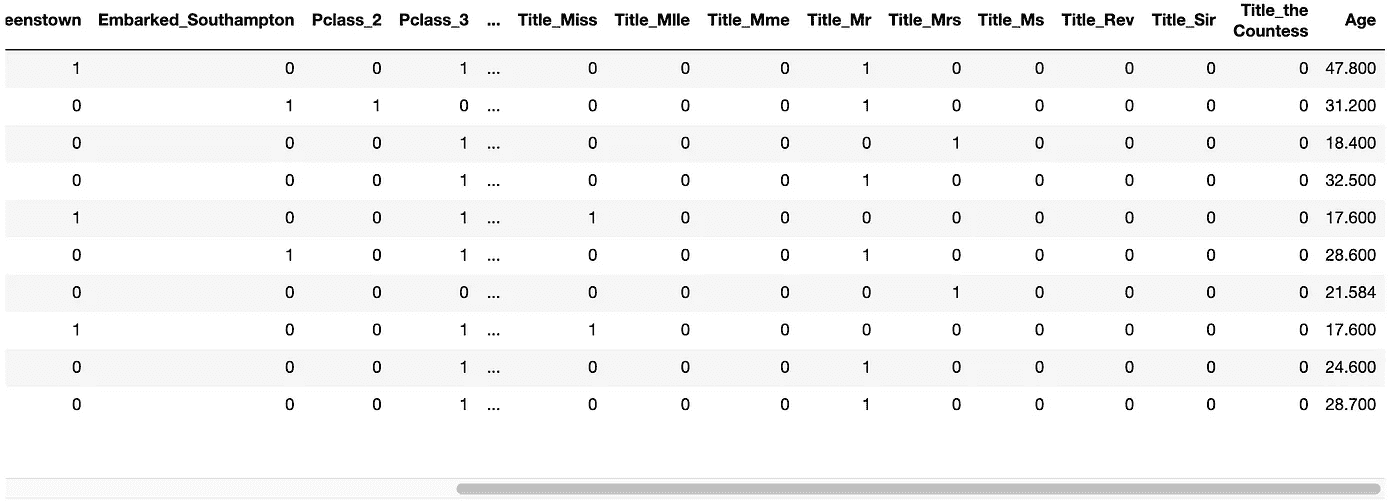 eenstown Embarked_Southampton Pclass_2 Pclass_3 ... Title_Miss Title_Mlle Title_Mme Title_Mr Title_Mrs Title_Ms Title_Rev Title_Sir Title_the Countess Age
1 0 0 1 ... 0 0 0 1 0 0 0 0 0 47.800
0 1 1 0 ... 0 0 0 1 0 0 0 0 0 31.200
0 0 0 1 ... 0 0 0 0 1 0 0 0 0 18.400
0 0 0 1 ... 0 0 0 1 0 0 0 0 0 32.500
1 0 0 1 ... 1 0 0 0 0 0 0 0 0 17.600
0 1 0 1 ... 0 0 0 1 0 0 0 0 0 28.600
0 0 0 0 ... 0 0 0 0 1 0 0 0 0 21.584
1 0 0 1 ... 1 0 0 0 0 0 0 0 0 17.600
0 0 0 1 ... 0 0 0 1 0 0 0 0 0 24.600
0 0 0 1 ... 0 0 0 1 0 0 0 0 0 28.700